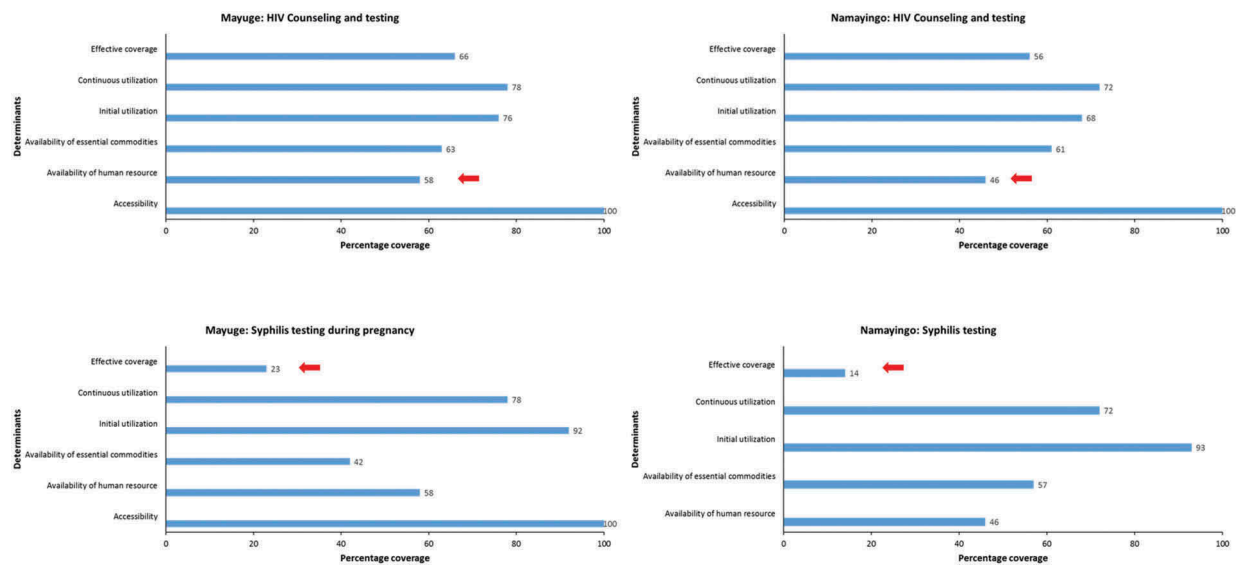 Mayuge: HIV Counseling and testing
Determinants
Effective coverage
66
Continuous utilization
78
Initial utilization
76
Availability of essential commodities
63
Availability of human resource
58
Accessibility
100
0 20 40 60 80 100
Percentage coverage
Namayingo: HIV Counseling and testing
Determinants
Effective coverage
56
Continuous utilization
72
Initial utilization
68
Availability of essential commodities
61
Availability of human resource
46
Accessibility
100
0 20 40 60 80 100
Percentage coverage
Mayuge: Syphilis testing during pregnancy
Determinants
Effective coverage
23
Continuous utilization
78
Initial utilization
92
Availability of essential commodities
42
Availability of human resource
58
Accessibility
100
0 20 40 60 80 100
Percentage coverage
Namayingo: Syphilis testing
Determinants
Effective coverage
14
Continuous utilization
72
Initial utilization
93
Availability of essential commodities
57
Availability of human resource
46
0 20 40 60 80 100
Percentage coverage